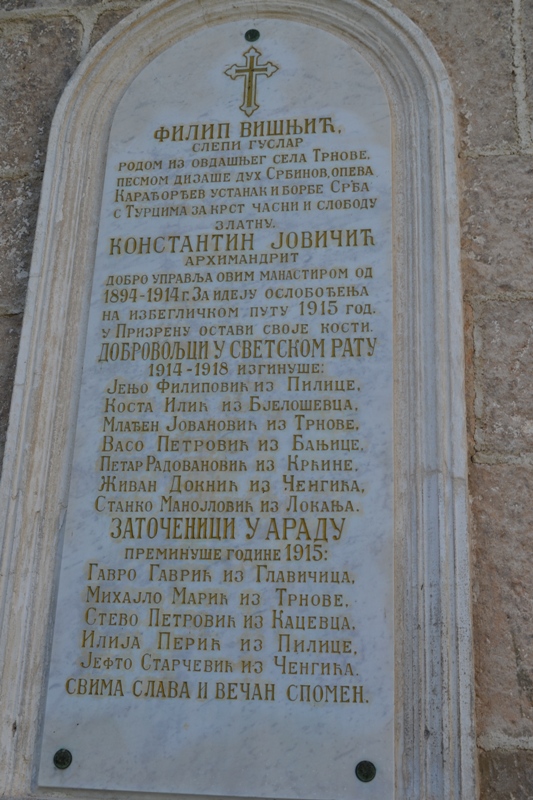 ФИЛИП ВИШЊИЋ,
СЛЕПИ ГУСЛАР
РОДОМ ИЗ ОВДАШЊЕГ СЕЛА ТРНОВЕ.
ПЕСМОМ ДИЗАШЕ ДУХ СРБИНОВ, ОПЕВА
КАРАЂОРЂЕВ УСТАНАК И БОРБЕ СРБА
С ТУРЦИМА ЗА КРСТ ЧАСНИ И СЛОБОДУ
ЗЛАТНУ.
КОНСТАНТИН ЈОВИЧИЋ
АРХИМАНДРИТ
ДОБРО УПРАВЉА ОВИМ МАНАСТИРОМ ОД
1894-1914 Г. ЗА ИДЕЈУ ОСЛОБОЂЕЊА
НА ИЗБЕГЛИЧКОМ ПУТУ 1915 ГОД.
У ПРИЗРЕНУ ОСТАВИ СВОЈЕ КОСТИ.
ДОБРОВОЉЦИ У СВЕТСКОМ РАТУ
1914-1918 ИЗГИНУШЕ:
ЈЕЊО ФИЛИПОВИЋ ИЗ ПИЛИЦЕ,
КОСТА ИЛИЋ ИЗ БЈЕЛОШЕВЦА,
МЛАЂЕН ЈОВАНОВИЋ ИЗ ТРНОВЕ,
ВАСО ПЕТРОВИЋ ИЗ БАЊИЦЕ,
ПЕТАР РАДОВАНОВИЋ ИЗ КРЋИНЕ,
ЖИВАН ДОКНИЋ ИЗ ЧЕНГИЋА,
СТАНКО МАНОЈЛОВИЋ ИЗ ЛОКАЊА.
ЗАТОЧЕНИЦИ У АРАДУ
ПРЕМИНУШЕ ГОДИНЕ 1915:
ГАВРО ГАВРИЋ ИЗ ГЛАВИЧИЦА,
МИХАЈЛО МАРИЋ ИЗ ТРНОВЕ,
СТЕВО ПЕТРОВИЋ ИЗ КАЦЕВЦА,
ИЛИЈА ПЕРИЋ ИЗ ПИЛИЦЕ,
ЈЕФТО СТАРЧЕВИЋ ИЗ ЧЕНГИЋА.
СВИМА СЛАВА И ВЕЧАН СПОМЕН.